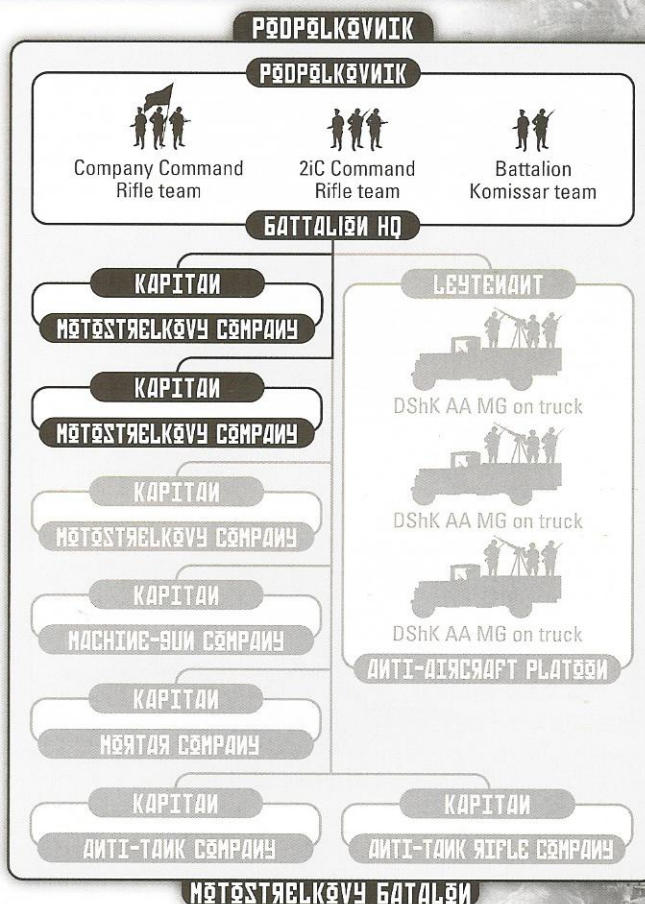 PODPOLKOVNIK
PODPOLKOVNIK
Company Command
Rifle team
2iC Command
Rifle team
Battalion
Komissar team
BATTALION HQ
KAPITAN
MOTOSTRELKOVY COMPANY
KAPITAN
MOTOSTRELKOVY COMPANY
KAPITAN
MOTOSTRELKOVY COMPANY
KAPITAN
MACHINE-GUN COMPANY
KAPITAN
MORTAR COMPANY
LEYTENANT
DShK AA MG on truck
DShK AA MG on truck
DShK AA MG on truck
ANTI-AIRCRAFT PLATOON
KAPITAN
ANTI-TANK COMPANY
KAPITAN
ANTI-TANK RIFLE COMPANY
MOTOSTRELKOVY BATALON